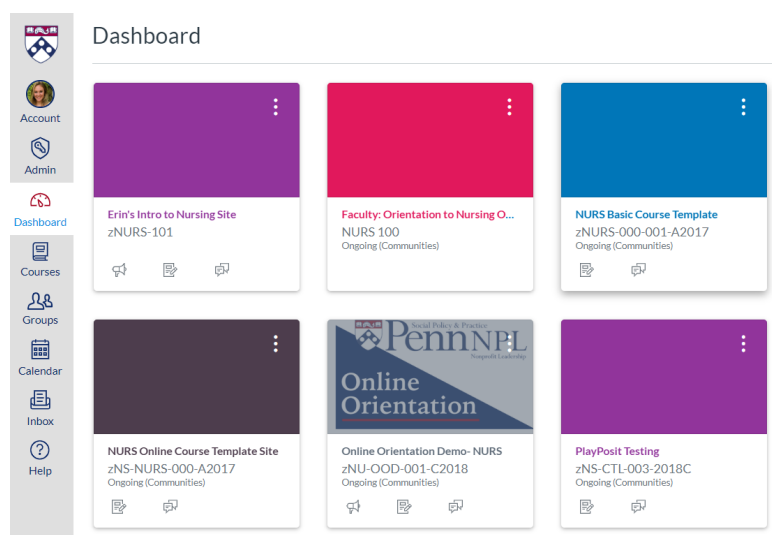 Dashboard
Account
Admin
Dashboard
Courses
Groups
Calendar
Inbox
Help
Erin's Intro to Nursing Site
zNURS-101
Faculty: Orientation to Nursing O...
NURS 100
Ongoing (Communities)
NURS Basic Course Template
zNURS-000-001-A2017
Ongoing (Communities)
NURS Online Course Template Site
zNS-NURS-000-A2017
Ongoing (Communities)
Social Policy & Practice
PennNPL
Nonprofit Leadership
Online
Orientation
Online Orientation Demo- NURS
zNU-OOD-001-C2018
Ongoing (Communities)
PlayPosit Testing
zNS-CTL-003-2018C
Ongoing (Communities)